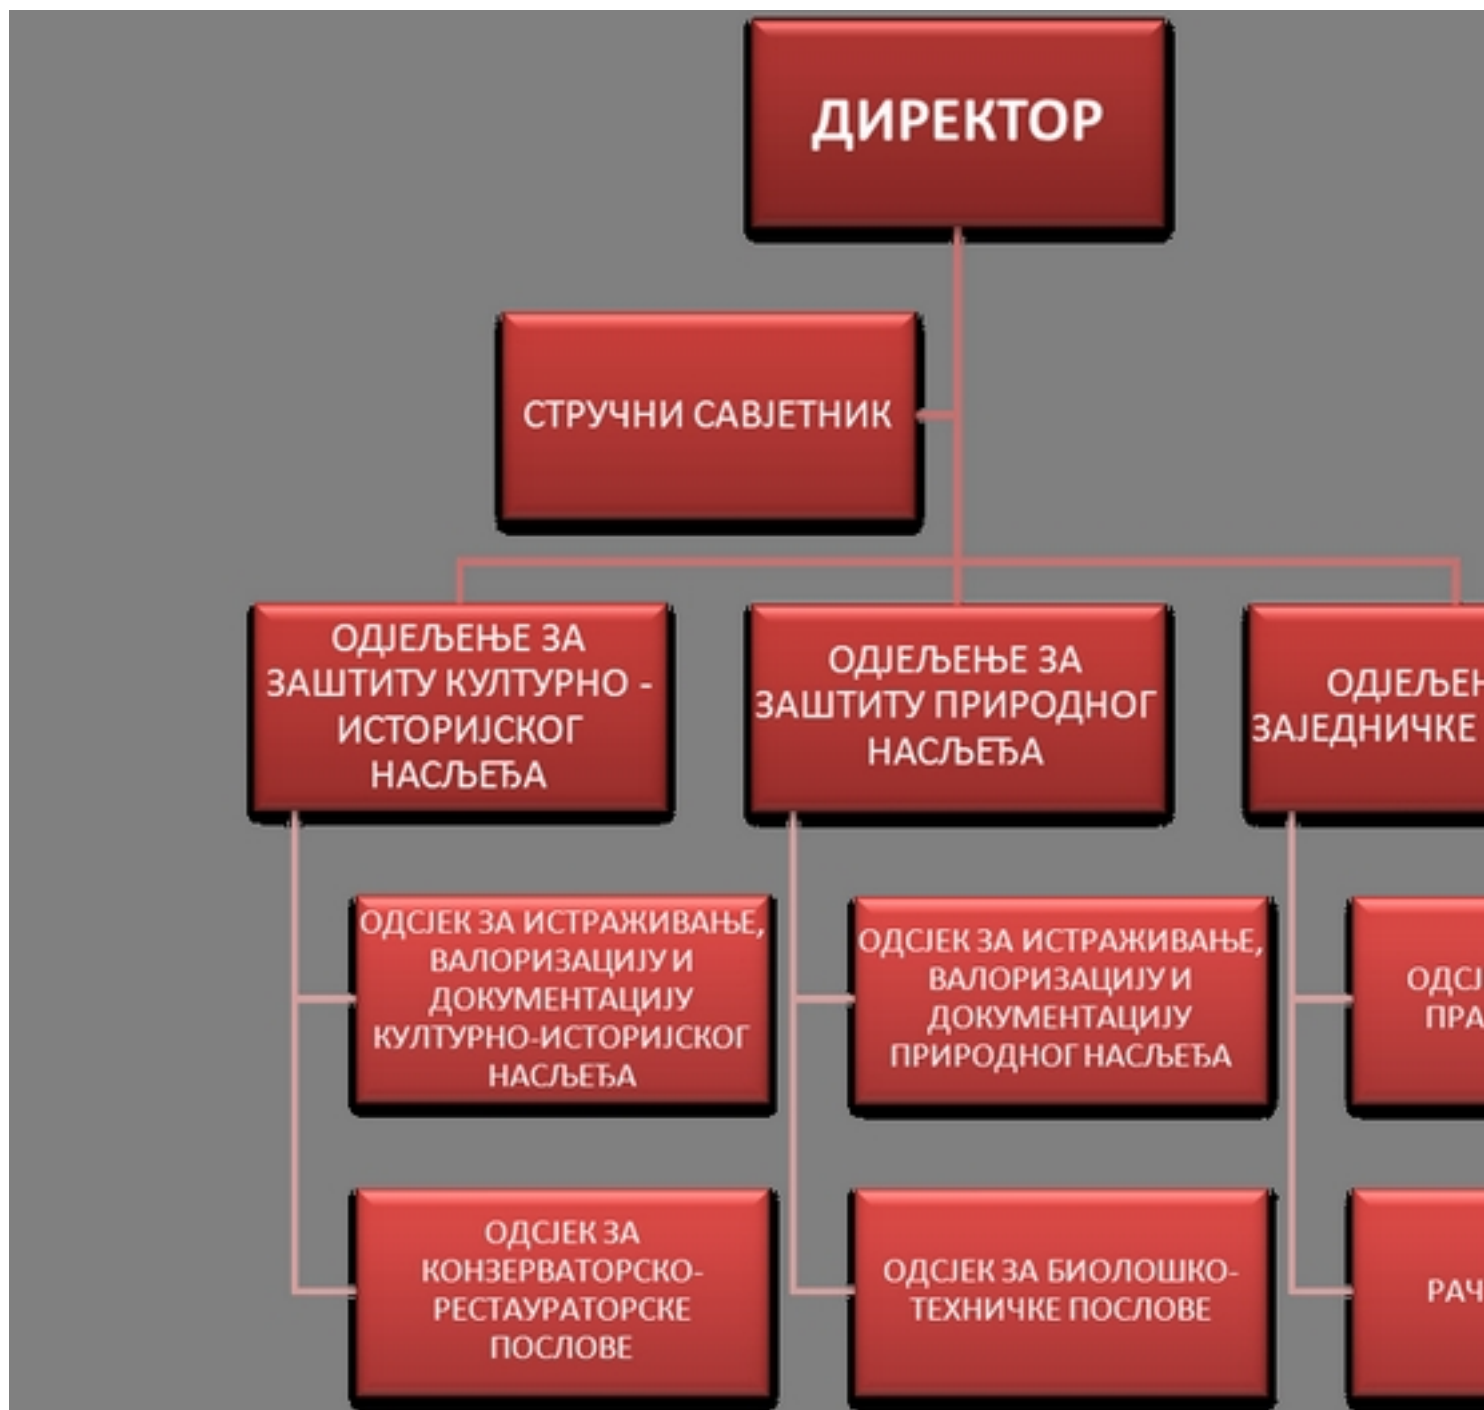 ДИРЕКТОР
СТРУЧНИ САВЈЕТНИК
ОДЈЕЉЕЊЕ ЗА
ЗАШТИТУ КУЛТУРНО -
ИСТОРИЈСКОГ
НАСЉЕЂА
ОДЈЕЉЕЊЕ ЗА
ЗАШТИТУ ПРИРОДНОГ
НАСЉЕЂА
ЗАЈЕДНИЧКЕ
ОДСЈЕК ЗА ИСТРАЖИВАЊЕ,
ВАЛОРИЗАЦИЈУ И
ДОКУМЕНТАЦИЈУ
КУЛТУРНО-ИСТОРИЈСКОГ
НАСЉЕЂА
ОДСЈЕК ЗА ИСТРАЖИВАЊЕ,
ВАЛОРИЗАЦИЈУ И
ДОКУМЕНТАЦИЈУ
ПРИРОДНОГ НАСЉЕЂА
ОДСЈЕК ЗА
КОНЗЕРВАТОРСКО-
РЕСТАУРАТОРСКЕ
ПОСЛОВЕ
ОДСЈЕК ЗА БИОЛОШКО-
ТЕХНИЧКЕ ПОСЛОВЕ